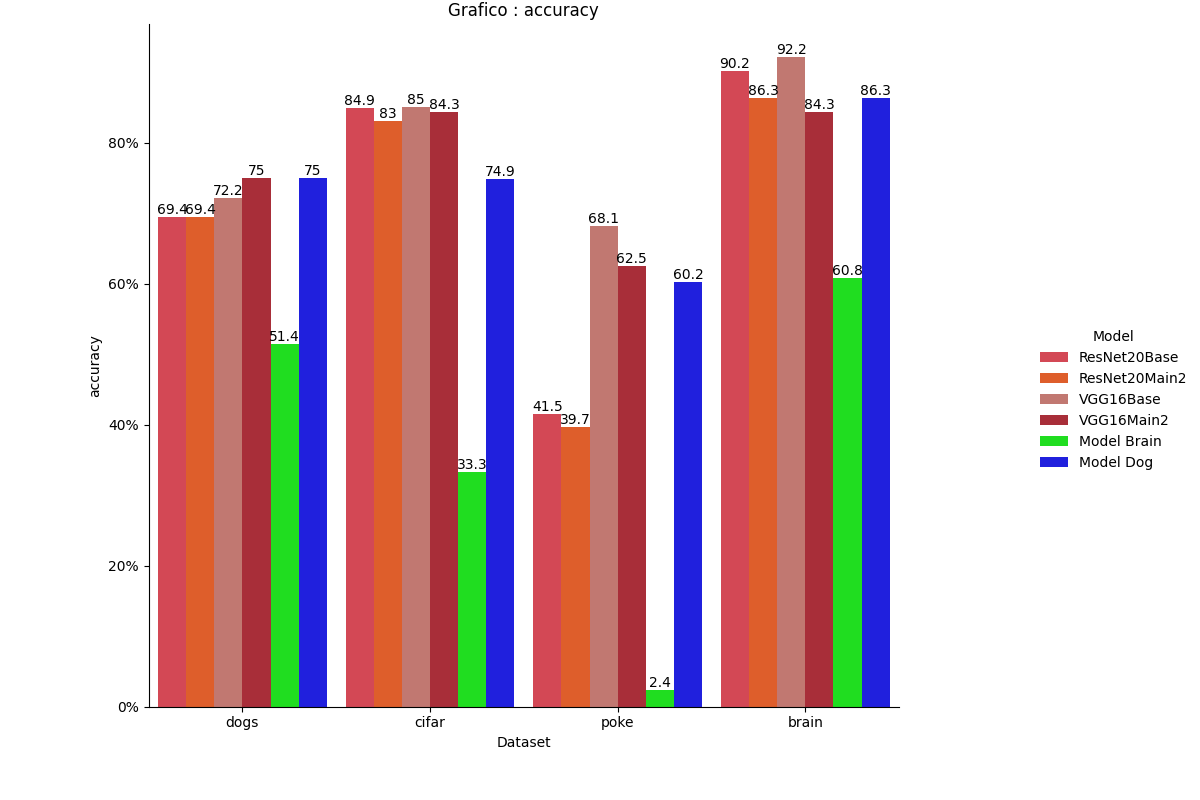 Grafico : accuracy
accuracy
80%
60%
40%
20%
0%
69.4
69.4
72.2
75
51.4
75
84.9
83
85
84.3
33.3
74.9
41.5
39.7
68.1
62.5
2.4
60.2
90.2
86.3
92.2
84.3
60.8
86.3
dogs
cifar
poke
brain
Dataset
Model
ResNet20Base
ResNet20Main2
VGG16Base
VGG16Main2
Model Brain
Model Dog